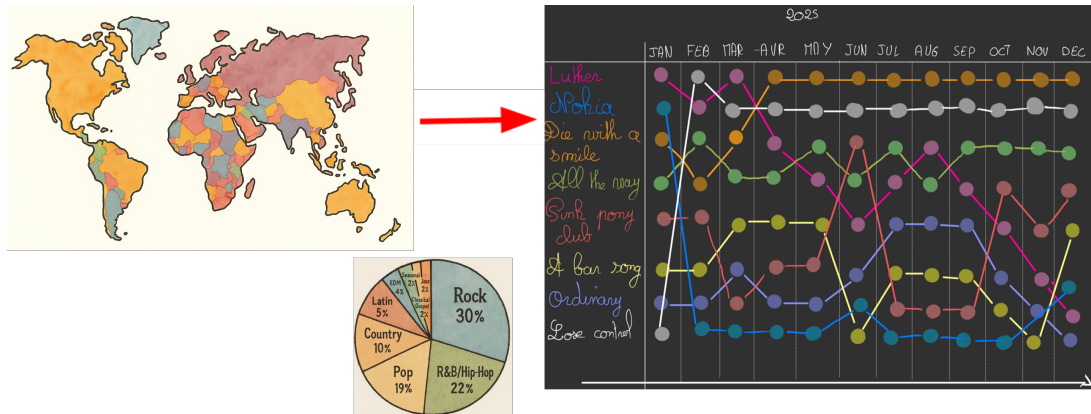 2025
JAN FEB MAR AVR MAY JUN JUL AUG SEP OCT NOV DEC
Luther
Nokia
Die with a
smile
All the way
Pink pony
club
A bar song
Ordinary
Lose control
Rock
30%
R&B/Hip-Hop
22%
Pop
19%
Country
10%
Latin
5%
EDM
4%
Seasonal
2%
Jazz
2%
Classical
Gospel
2%